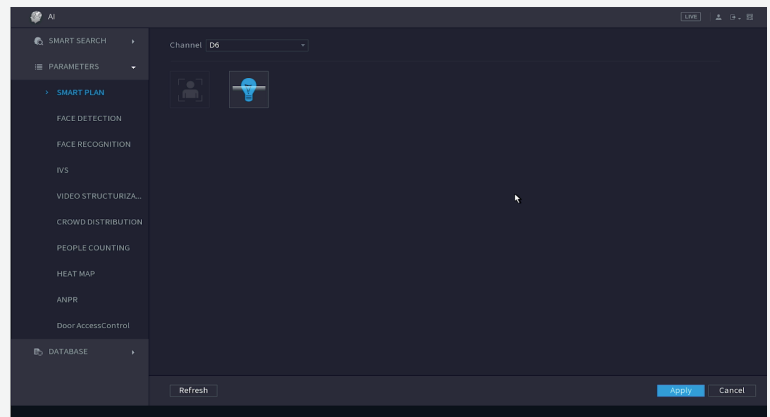 AI
LIVE
SMART SEARCH
Channel D6
PARAMETERS
SMART PLAN
FACE DETECTION
FACE RECOGNITION
IVS
VIDEO STRUCTURIZA...
CROWD DISTRIBUTION
PEOPLE COUNTING
HEAT MAP
ANPR
Door AccessControl
DATABASE
Refresh
Apply
Cancel